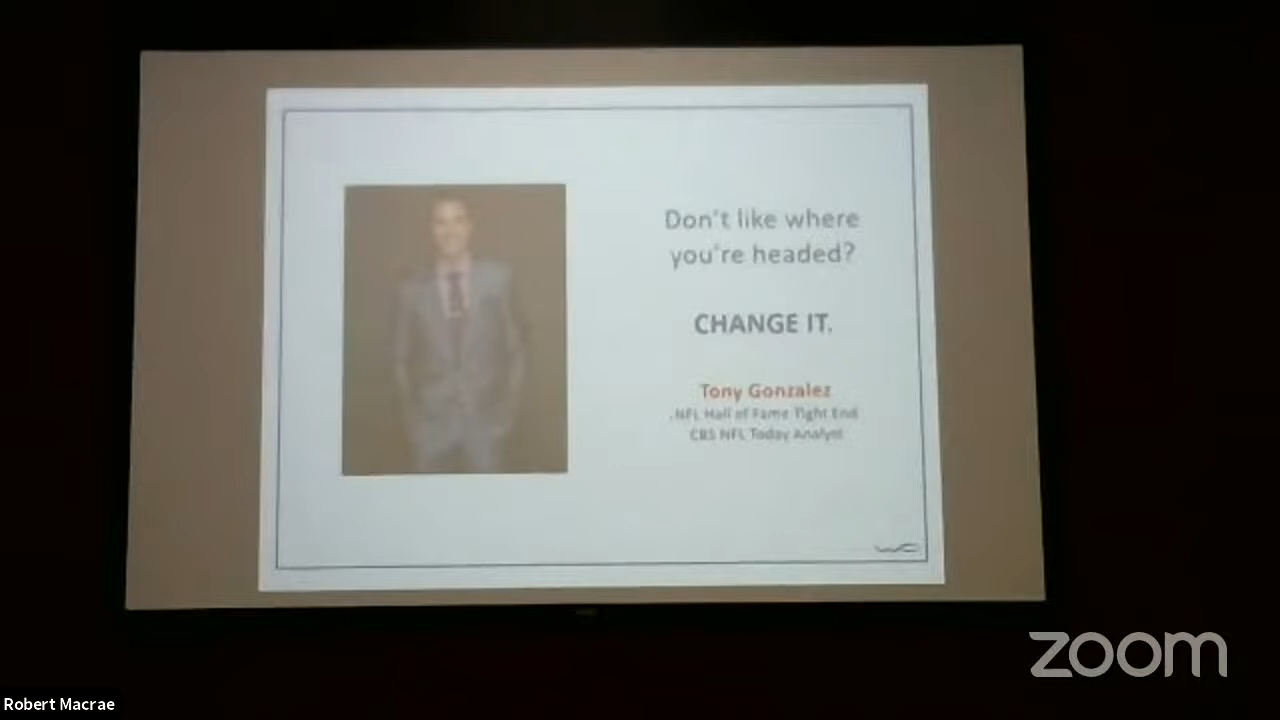 Don't like where
you're headed?
CHANGE IT.
Tony Gonzalez
NFL Hall of Fame Tight End
CBS NFL Today Analyst
WC
zoom
Robert Macrae